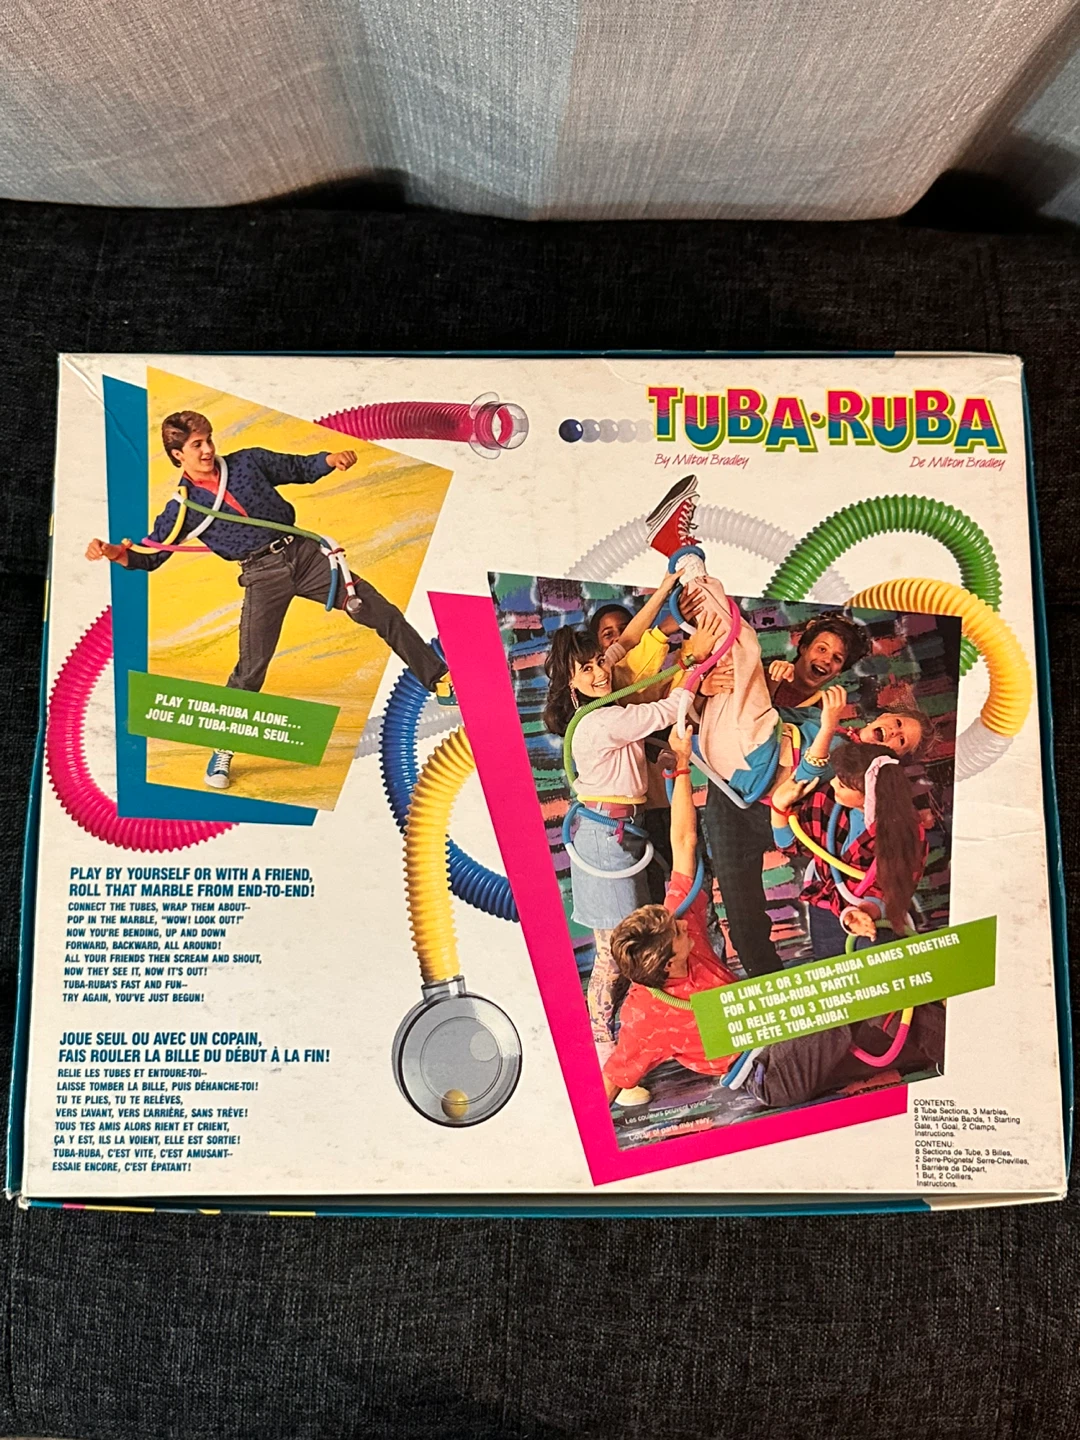 TUBA·RUBA
By Milton Bradley
De Milton Bradley
PLAY TUBA-RUBA ALONE...
JOUE AU TUBA-RUBA SEUL...
PLAY BY YOURSELF OR WITH A FRIEND,
ROLL THAT MARBLE FROM END-TO-END!
CONNECT THE TUBES, WRAP THEM ABOUT--
POP IN THE MARBLE, "WOW! LOOK OUT!"
NOW YOU'RE BENDING, UP AND DOWN
FORWARD, BACKWARD, ALL AROUND!
ALL YOUR FRIENDS THEN SCREAM AND SHOUT,
NOW THEY SEE IT, NOW IT'S OUT!
TUBA-RUBA'S FAST AND FUN--
TRY AGAIN, YOU'VE JUST BEGUN!
JOUE SEUL OU AVEC UN COPAIN,
FAIS ROULER LA BILLE DU DÉBUT À LA FIN!
RELIE LES TUBES ET ENTOURE-TOI--
LAISSE TOMBER LA BILLE, PUIS DÉHANCHE-TOI!
TU TE PLIES, TU TE RELÈVES,
VERS L'AVANT, VERS L'ARRIÈRE, SANS TRÊVE!
TOUS TES AMIS ALORS RIENT ET CRIENT,
ÇA Y EST, ILS LA VOIENT, ELLE EST SORTIE!
TUBA-RUBA, C'EST VITE, C'EST AMUSANT--
ESSAIE ENCORE, C'EST ÉPATANT!
OR LINK 2 OR 3 TUBA-RUBA GAMES TOGETHER
FOR A TUBA-RUBA PARTY!
OU RELIE 2 OU 3 TUBAS-RUBAS ET FAIS
UNE FÊTE TUBA-RUBA!
Les couleurs peuvent varier.
Colour of parts may vary.
CONTENTS:
8 Tube Sections, 3 Marbles,
2 Wrist/Ankle Bands, 1 Starting
Gate, 1 Goal, 2 Clamps,
Instructions.
CONTENU:
8 Sections de Tube, 3 Billes,
2 Serre-Poignets/ Serre-Chevilles,
1 Barrière de Départ,
1 But, 2 Colliers,
Instructions.